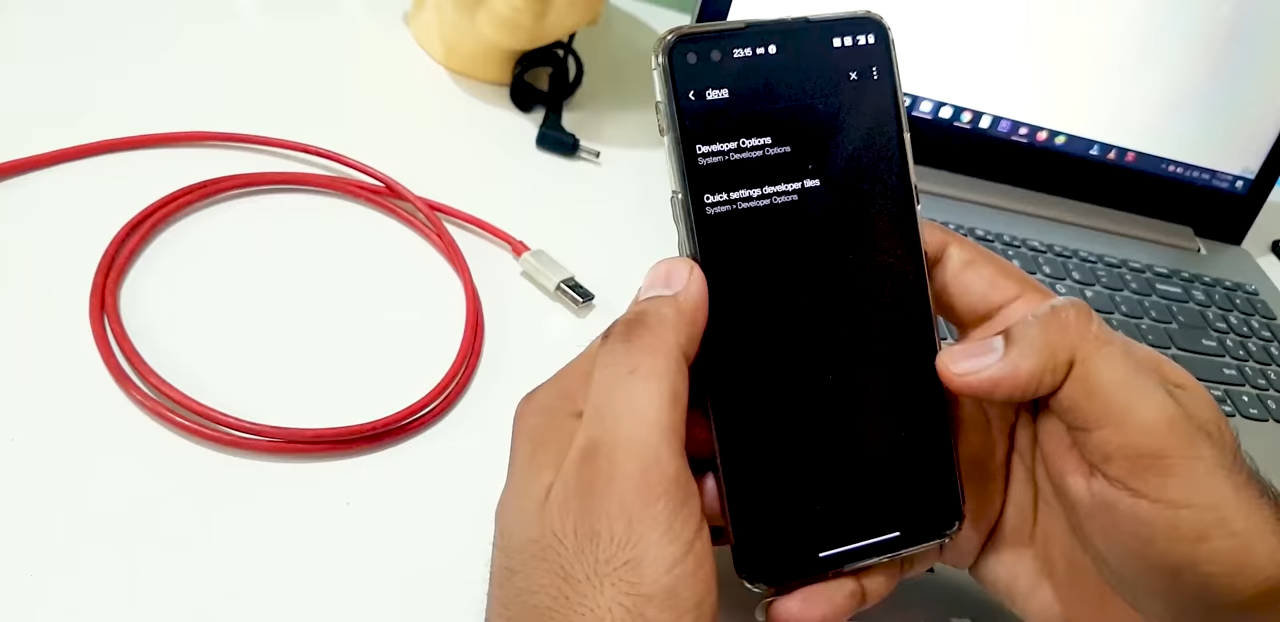 23:15
deve
Developer Options
System > Developer Options
Quick settings developer tiles
System > Developer Options